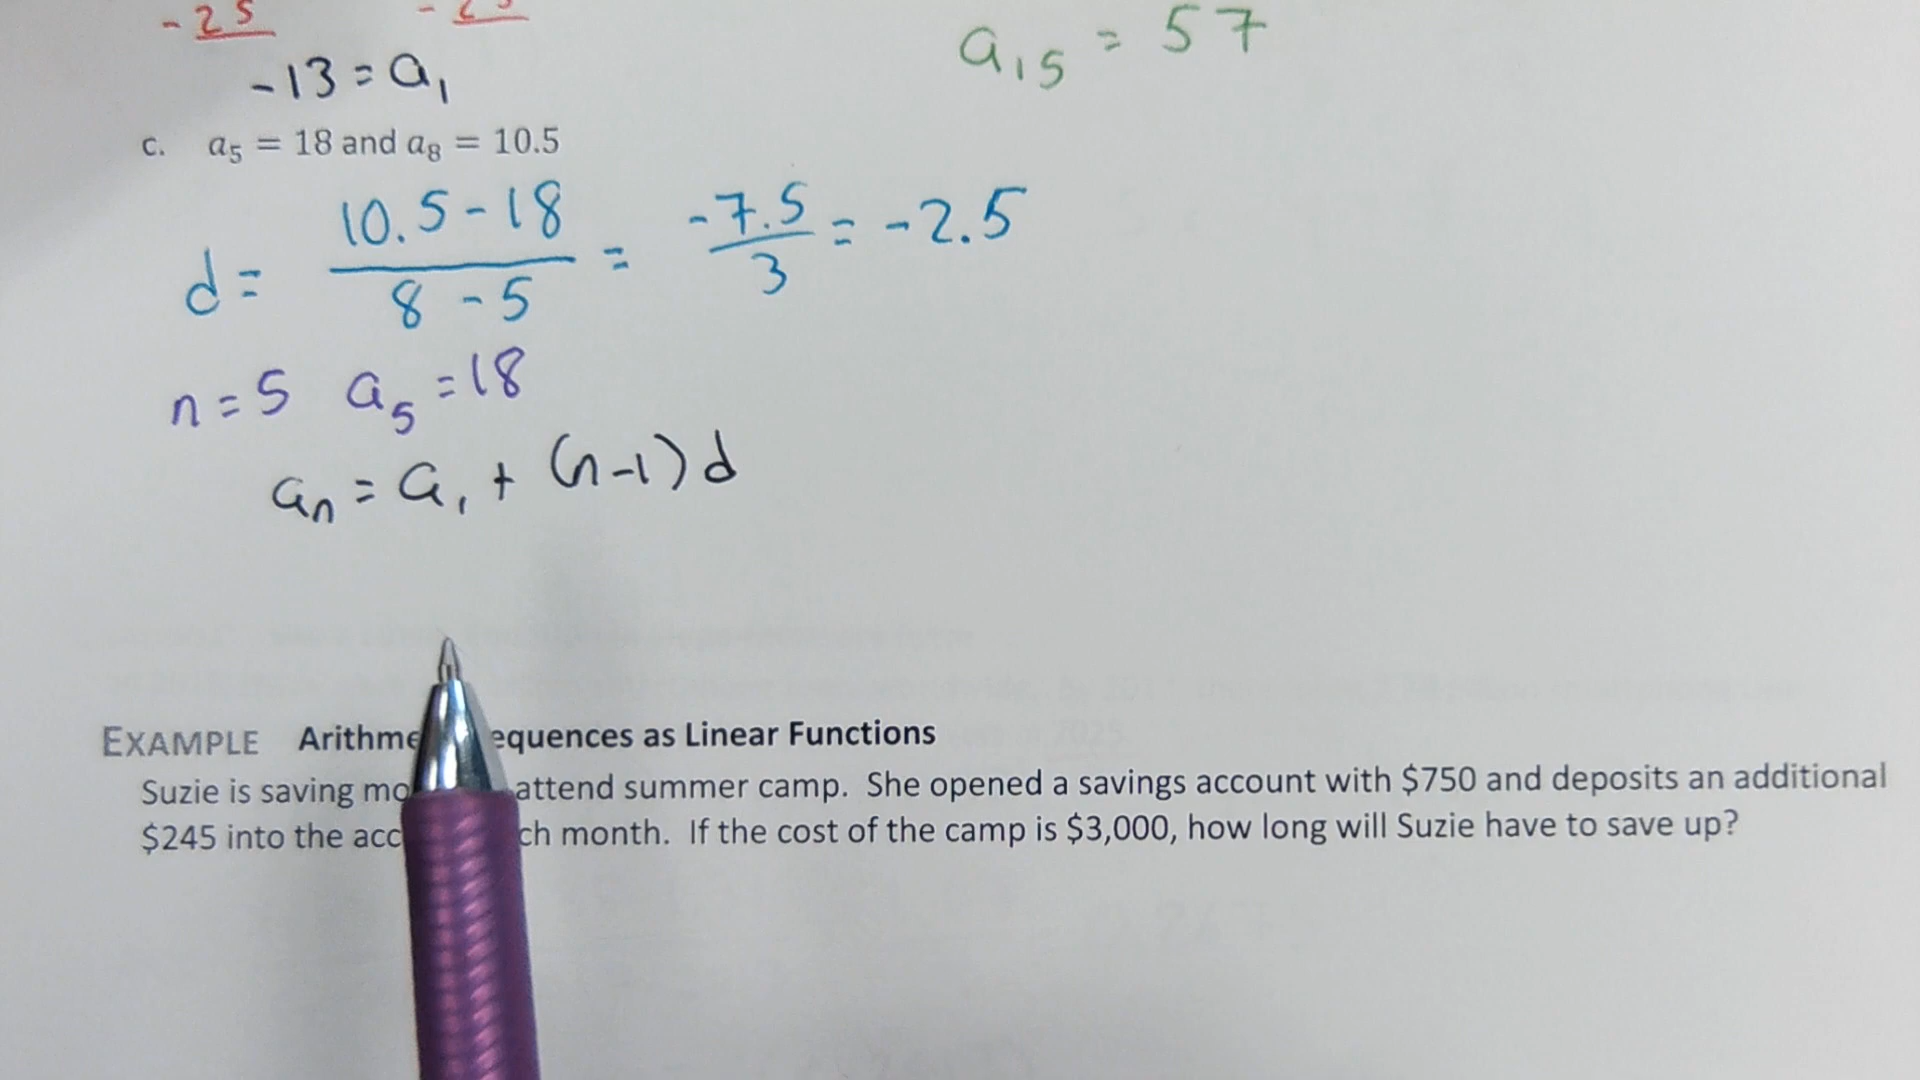 -25
-13 = a₁
a₁₅ = 57
c. a₅ = 18 and a₈ = 10.5
d = 10.5-18 / 8-5 = -7.5 / 3 = -2.5
n = 5 a₅ = 18
aₙ = a₁ + (n-1)d
EXAMPLE Arithme equences as Linear Functions
Suzie is saving mo attend summer camp. She opened a savings account with $750 and deposits an additional
$245 into the acc ch month. If the cost of the camp is $3,000, how long will Suzie have to save up?